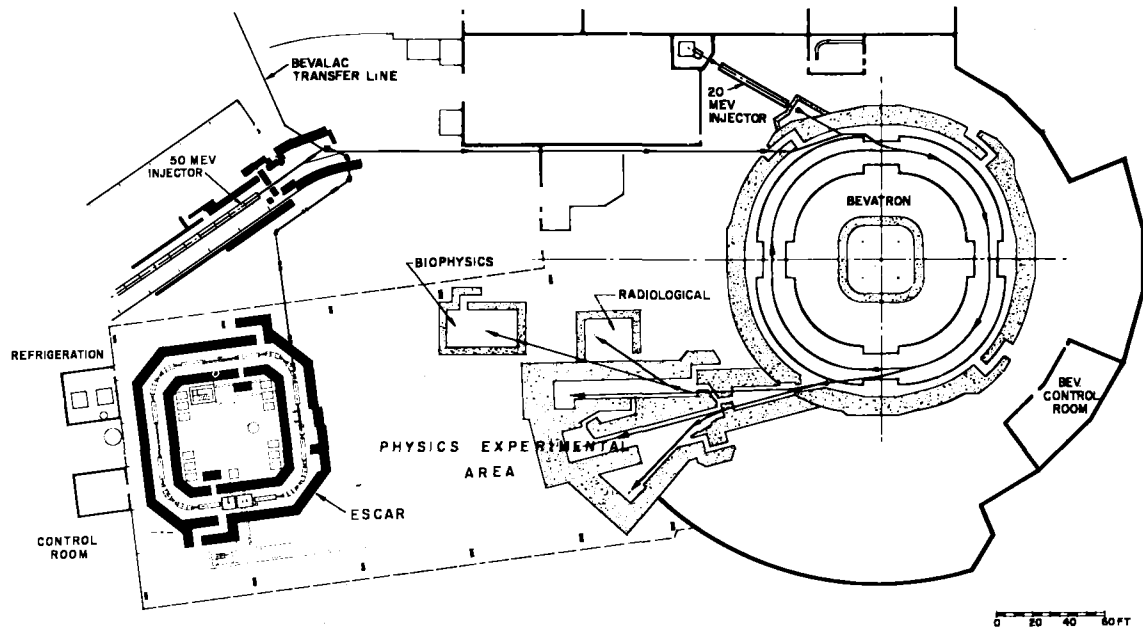 BEVALAC
TRANSFER LINE
20
MEV
INJECTOR
50 MEV
INJECTOR
BEVATRON
BIOPHYSICS
RADIOLOGICAL
REFRIGERATION
BEV.
CONTROL
ROOM
PHYSICS EXPERIMENTAL
AREA
ESCAR
CONTROL
ROOM
0 20 40 60 FT